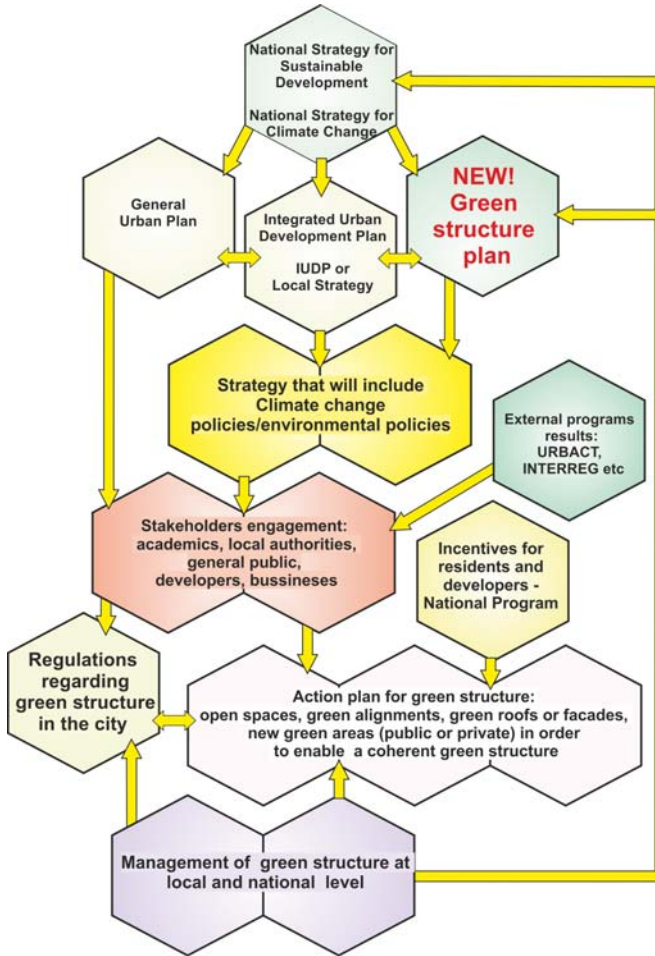 National Strategy for
Sustainable
Development
National Strategy for
Climate Change
General
Urban Plan
Integrated Urban
Development Plan
IUDP or
Local Strategy
NEW!
Green
structure
plan
Strategy that will include
Climate change
policies/environmental policies
External programs
results:
URBACT,
INTERREG etc
Stakeholders engagement:
academics, local authorities,
general public,
developers, bussineses
Incentives for
residents and
developers -
National Program
Regulations
regarding
green structure
in the city
Action plan for green structure:
open spaces, green alignments, green roofs or facades,
new green areas (public or private) in order
to enable a coherent green structure
Management of green structure at
local and national level